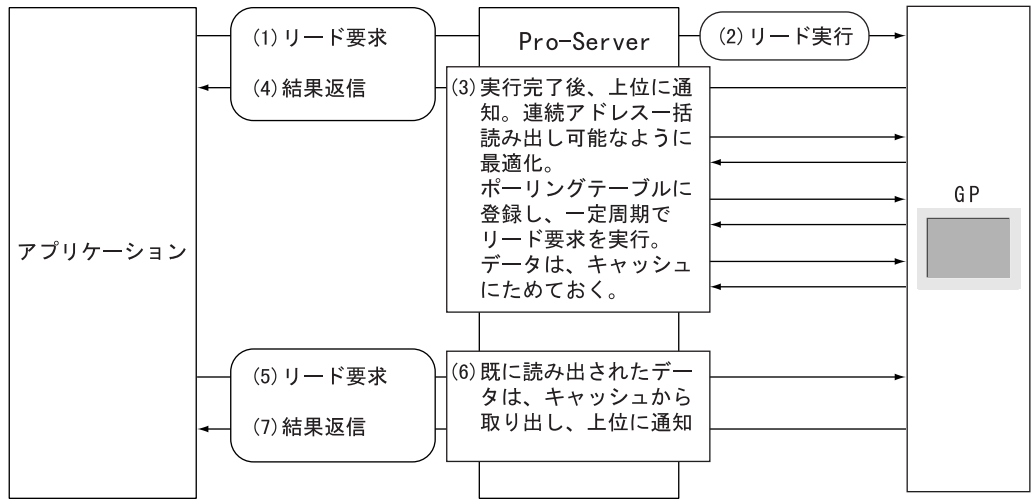 (1)リード要求
Pro-Server
(2)リード実行
(4)結果返信
(3)実行完了後、上位に通
知。連続アドレス一括
読み出し可能なように
最適化。
ポーリングテーブルに
登録し、一定周期で
リード要求を実行。
データは、キャッシュ
にためておく。
GP
アプリケーション
(5)リード要求
(6)既に読み出されたデー
タは、キャッシュから
取り出し、上位に通知
(7)結果返信